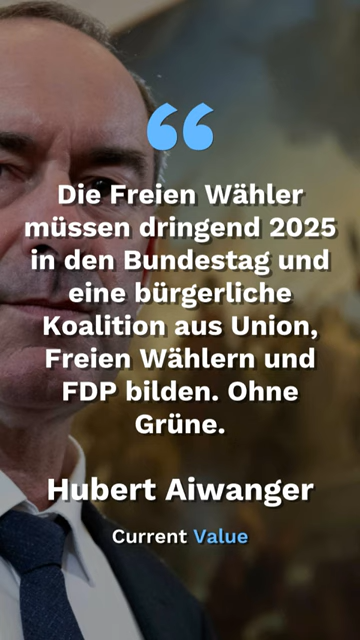 Die Freien Wähler
müssen dringend 2025
in den Bundestag und
eine bürgerliche
Koalition aus Union,
Freien Wählern und
FDP bilden. Ohne
Grüne.
Hubert Aiwanger
Current Value